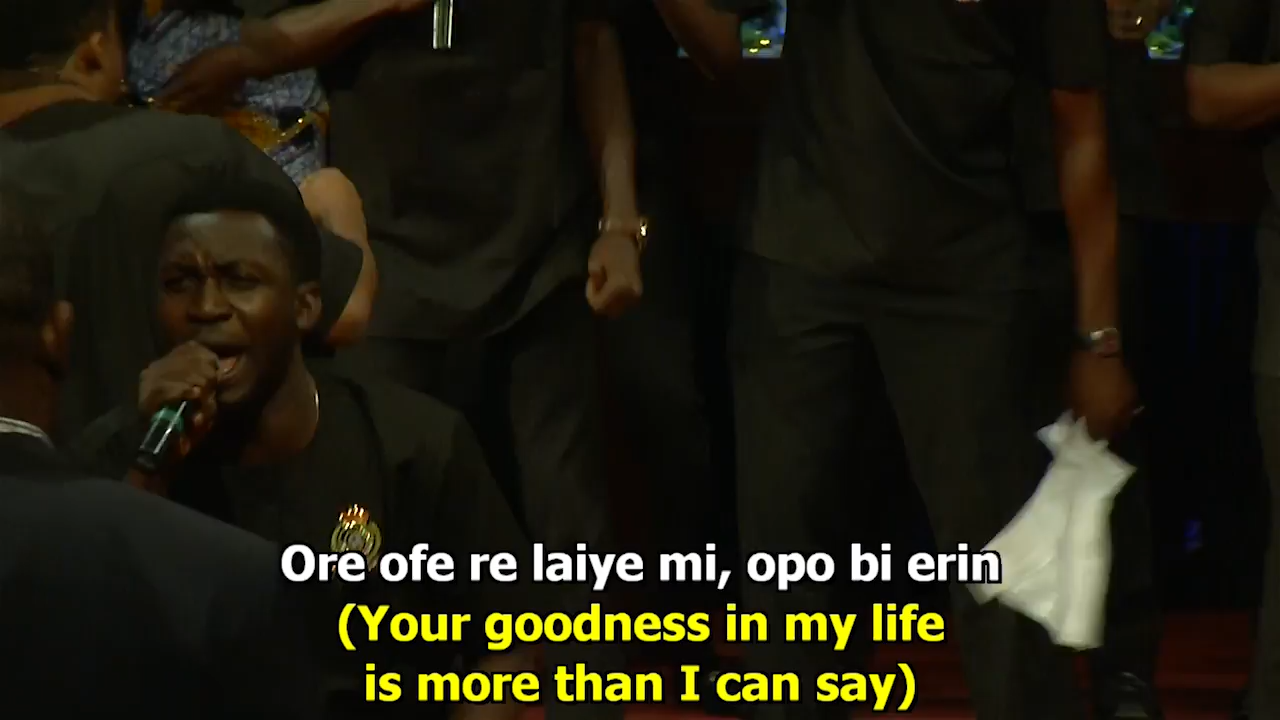 Ore ofe re laiye mi, opo bi erin
(Your goodness in my life
is more than I can say)